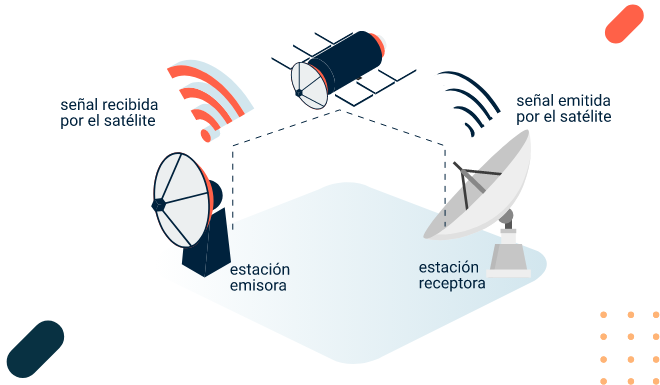 señal recibida
por el satélite
señal emitida
por el satélite
estación
emisora
estación
receptora